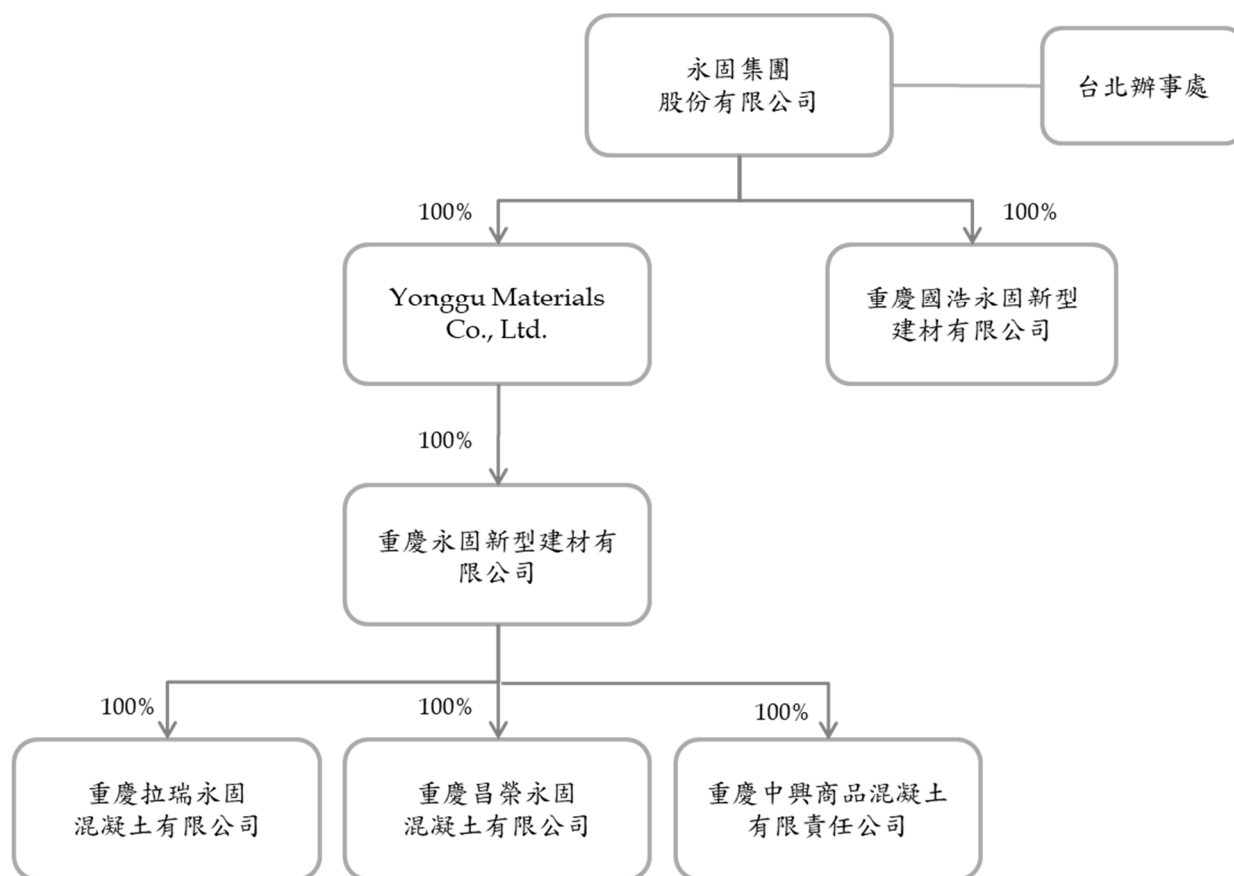 永固集團
股份有限公司
台北辦事處
100%
100%
Yonggu Materials
Co., Ltd.
重慶國浩永固新型
建材有限公司
100%
重慶永固新型建材有
限公司
100%
100%
100%
重慶拉瑞永固
混凝土有限公司
重慶昌榮永固
混凝土有限公司
重慶中興商品混凝土
有限責任公司